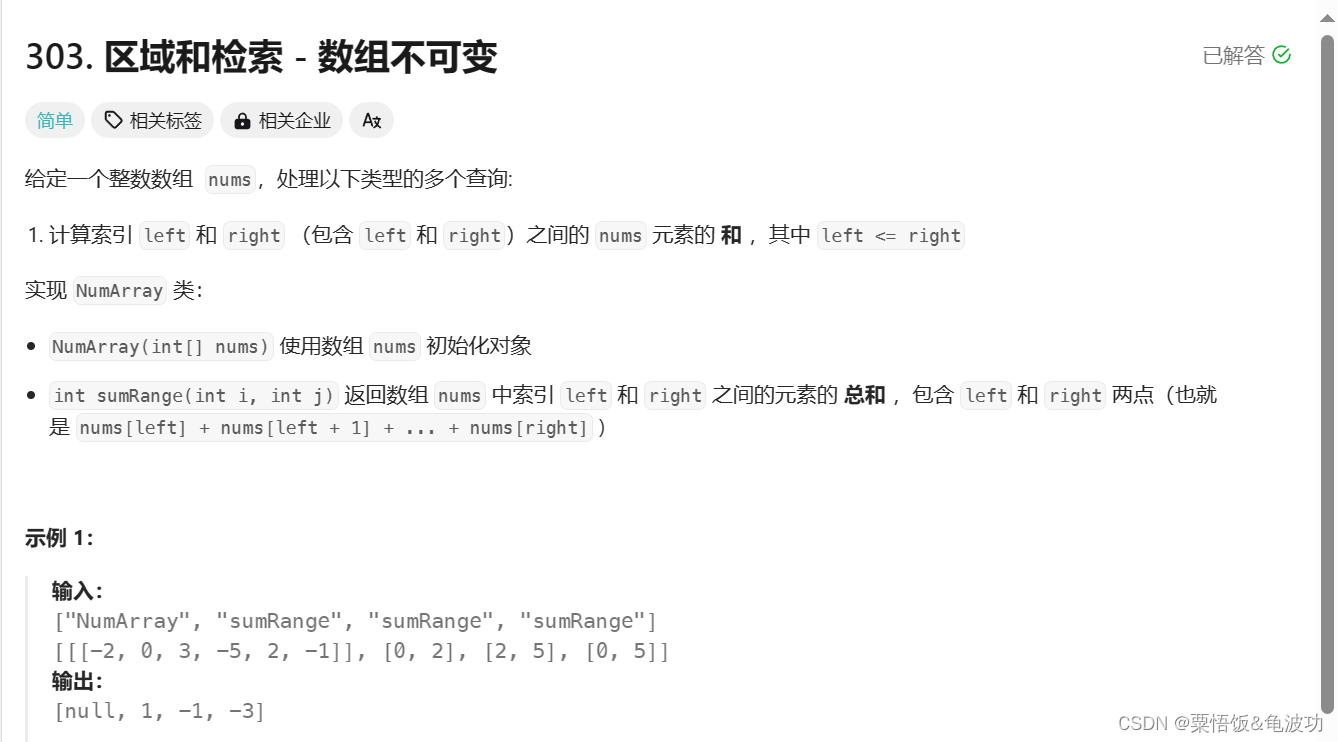 303. 区域和检索 - 数组不可变
已解答
简单 相关标签 相关企业 Aあ
给定一个整数数组 nums，处理以下类型的多个查询:
1. 计算索引 left 和 right （包含 left 和 right）之间的 nums 元素的 和 ，其中 left <= right
实现 NumArray 类：
• NumArray(int[] nums) 使用数组 nums 初始化对象
• int sumRange(int i, int j) 返回数组 nums 中索引 left 和 right 之间的元素的 总和 ，包含 left 和 right 两点（也就
是 nums[left] + nums[left + 1] + ... + nums[right] )
示例 1：
输入：
["NumArray", "sumRange", "sumRange", "sumRange"]
[[[-2, 0, 3, -5, 2, -1]], [0, 2], [2, 5], [0, 5]]
输出：
[null, 1, -1, -3]
CSDN @粟悟饭&龟波功